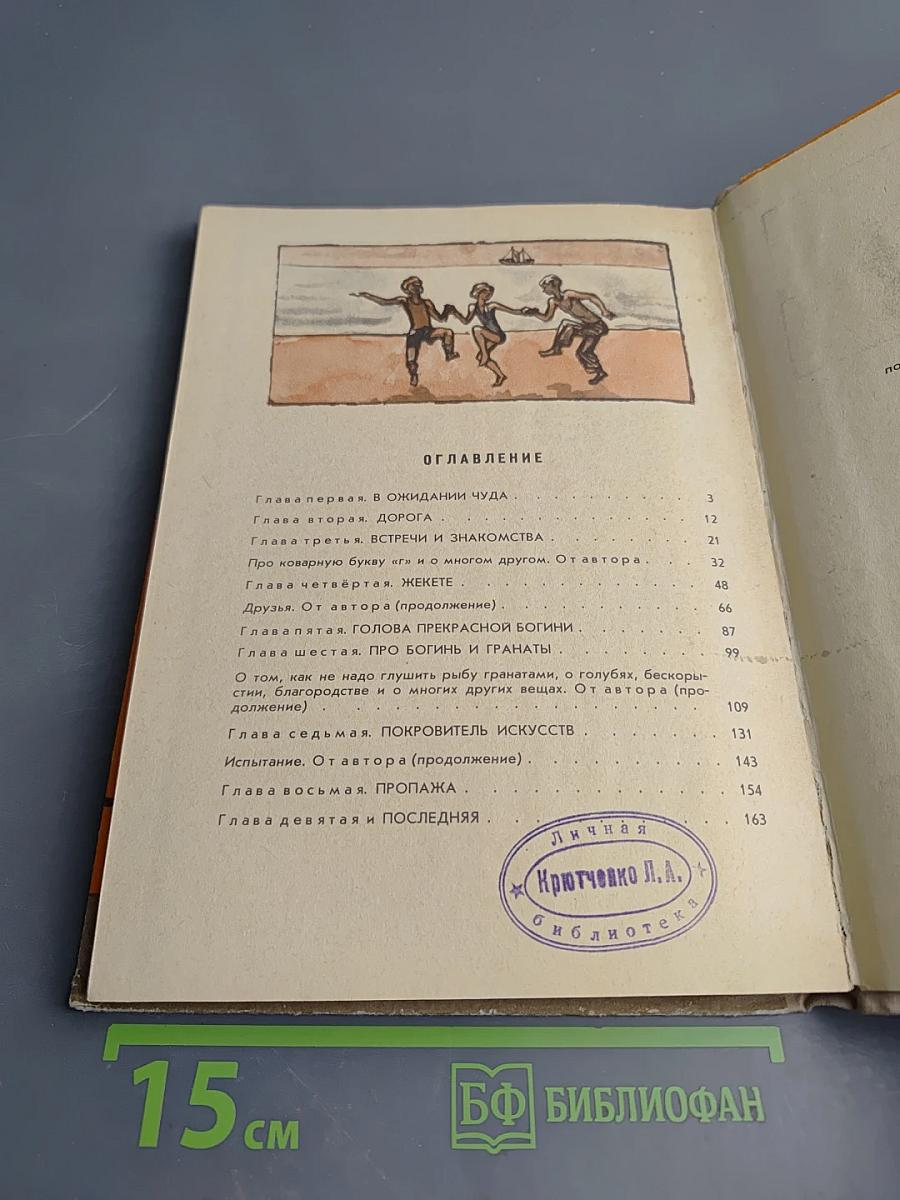 ОГЛАВЛЕНИЕ
Глава первая. В ОЖИДАНИИ ЧУДА . . . . . . . . . . 3
Глава вторая. ДОРОГА . . . . . . . . . . . . . 12
Глава третья. ВСТРЕЧИ И ЗНАКОМСТВА . . . . . . . . 21
Про коварную букву «г» и о многом другом. От автора . . . 32
Глава четвёртая. ЖЕКЕТЕ . . . . . . . . . . . . 48
Друзья. От автора (продолжение) . . . . . . . . . . 66
Глава пятая. ГОЛОВА ПРЕКРАСНОЙ БОГИНИ . . . . . . . 87
Глава шестая. ПРО БОГИНЬ И ГРАНАТЫ . . . . . . . . 99
О том, как не надо глушить рыбу гранатами, о голубях, бескоры-
стии, благородстве и о многих других вещах. От автора (про-
должение) . . . . . . . . . . . . . . . . . 109
Глава седьмая. ПОКРОВИТЕЛЬ ИСКУССТВ . . . . . . . 131
Испытание. От автора (продолжение) . . . . . . . . . 143
Глава восьмая. ПРОПАЖА . . . . . . . . . . . . 154
Глава девятая и ПОСЛЕДНЯЯ . . . . . . . . . . . 163
Личная
Крютченко Л.А.
библиотека
по
15 см
БФ БИБЛИОФАН